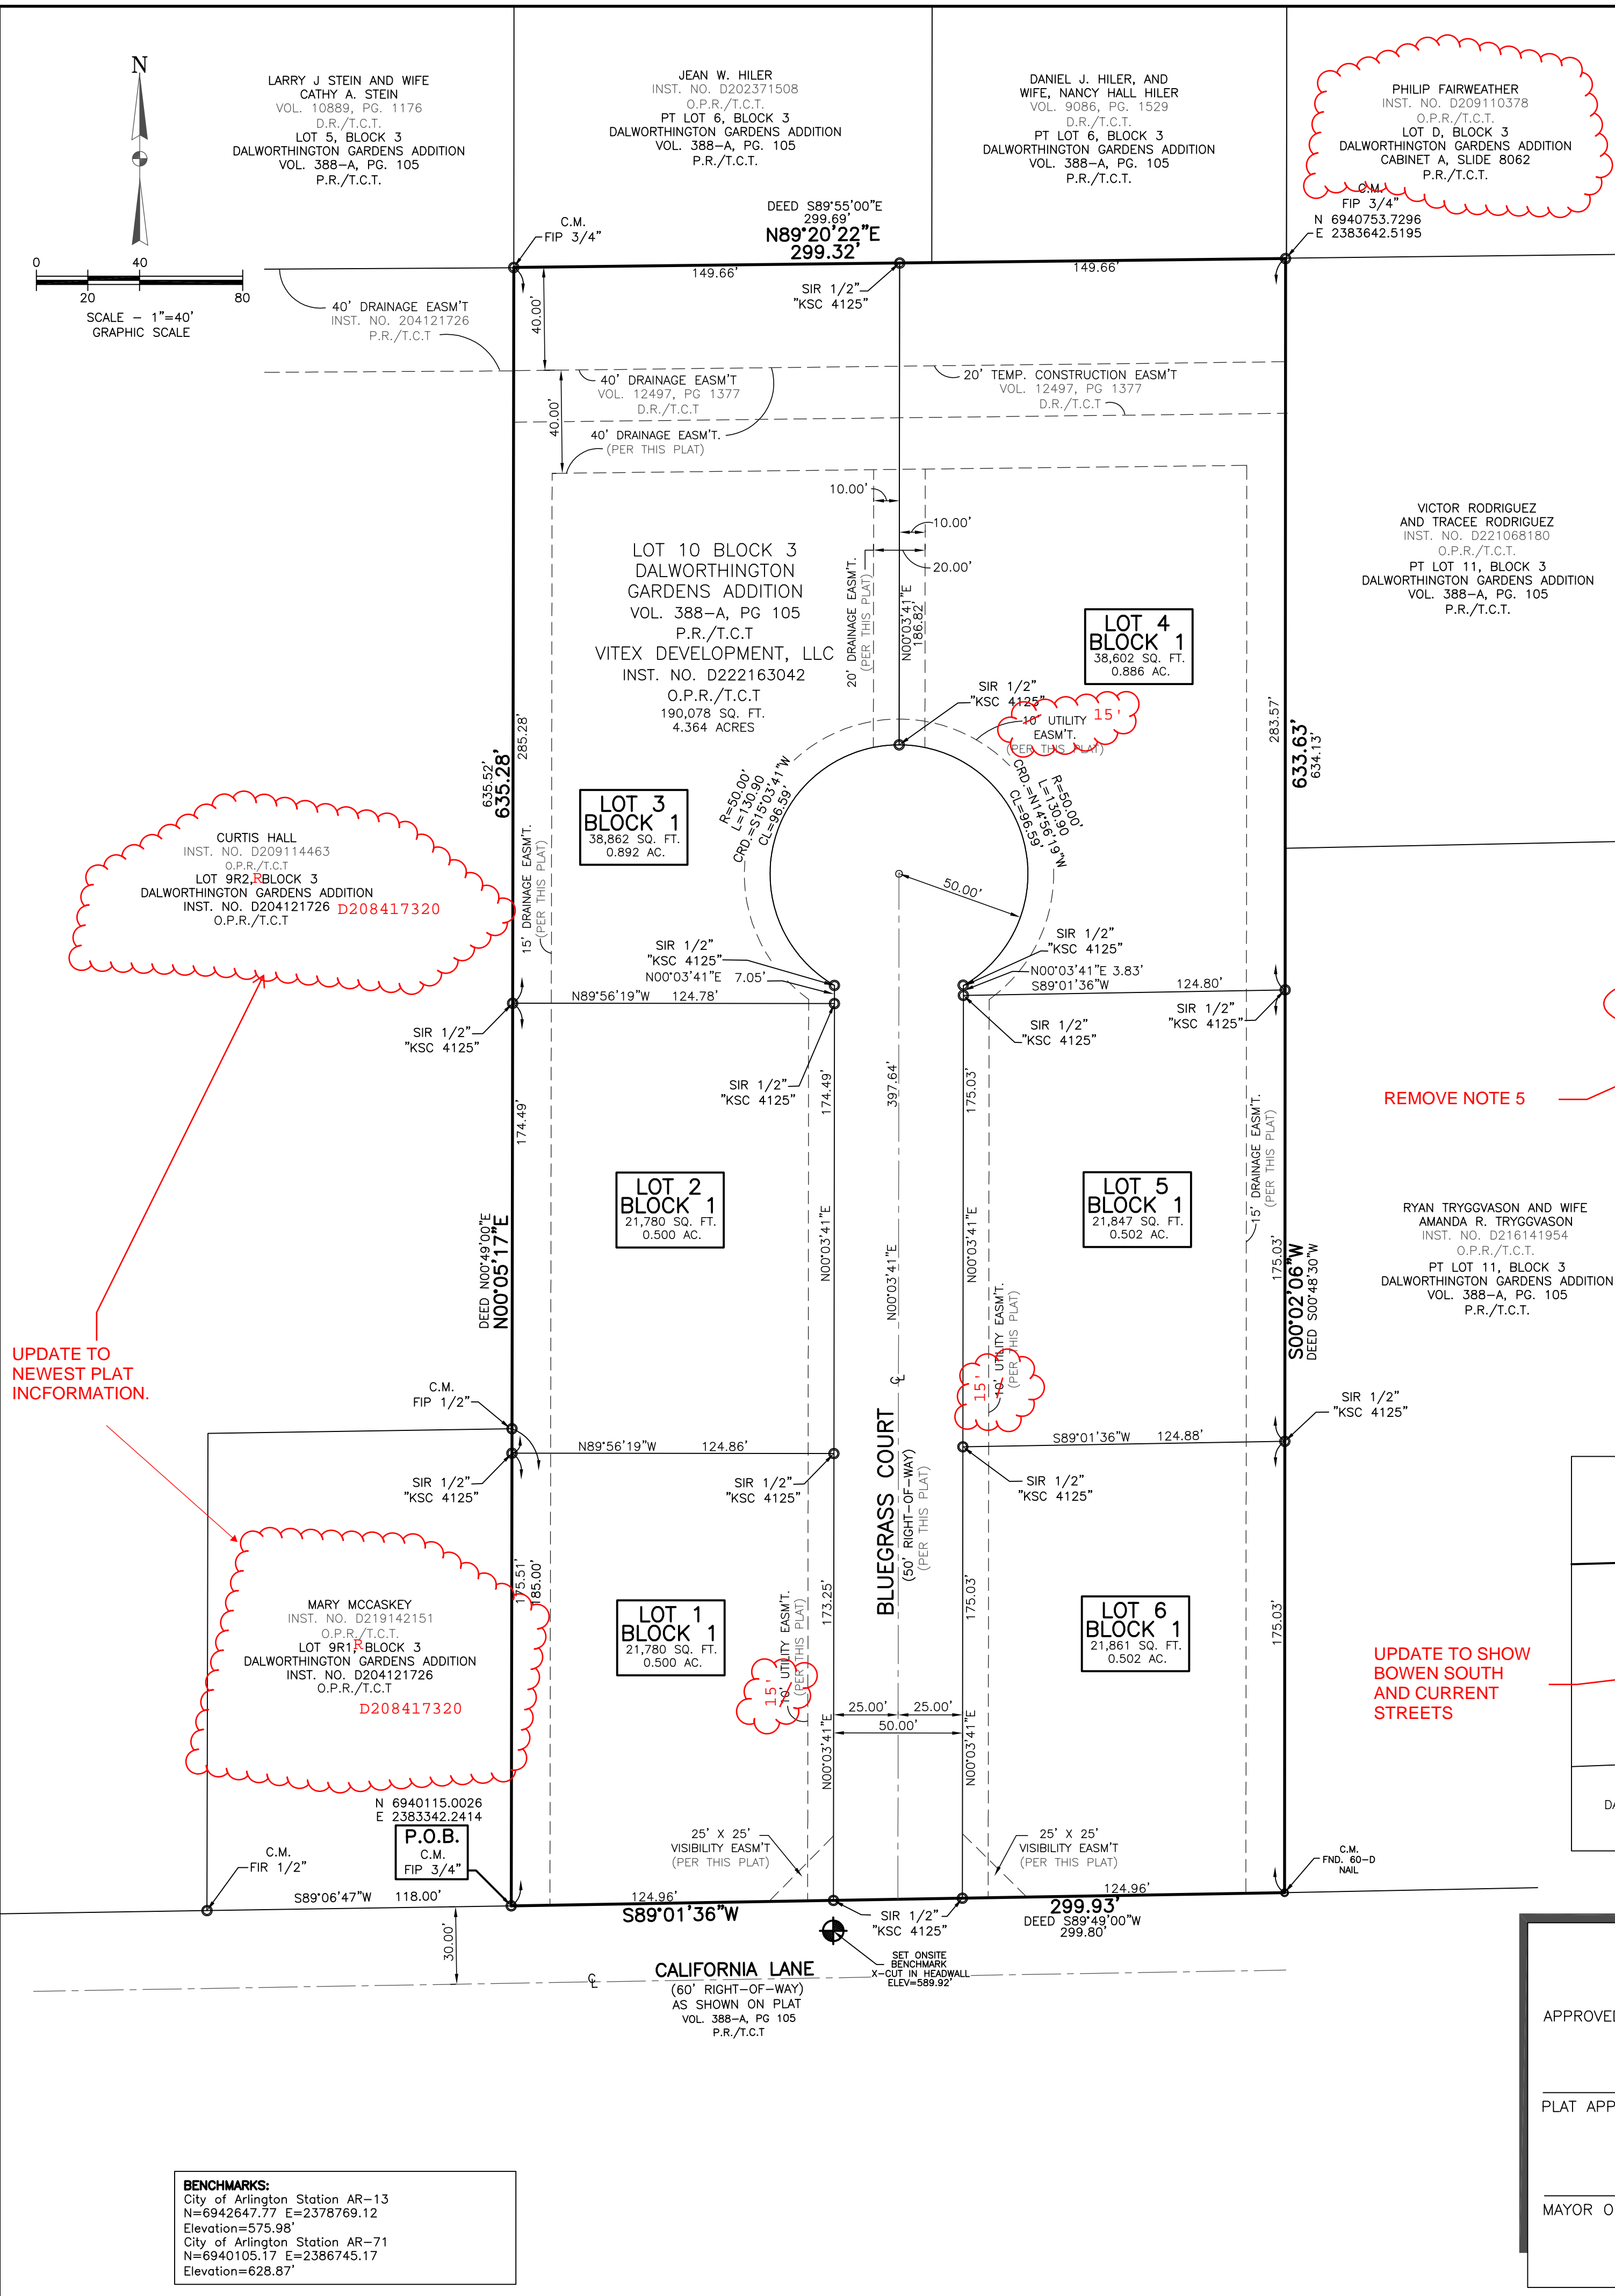 N
0 40
20 80
SCALE – 1"=40'
GRAPHIC SCALE
LARRY J STEIN AND WIFE
CATHY A. STEIN
VOL. 10889, PG. 1176
D.R./T.C.T.
LOT 5, BLOCK 3
DALWORTHINGTON GARDENS ADDITION
VOL. 388–A, PG. 105
P.R./T.C.T.
JEAN W. HILER
INST. NO. D202371508
O.P.R./T.C.T.
PT LOT 6, BLOCK 3
DALWORTHINGTON GARDENS ADDITION
VOL. 388–A, PG. 105
P.R./T.C.T.
DANIEL J. HILER, AND
WIFE, NANCY HALL HILER
VOL. 9086, PG. 1529
D.R./T.C.T.
PT LOT 6, BLOCK 3
DALWORTHINGTON GARDENS ADDITION
VOL. 388–A, PG. 105
P.R./T.C.T.
PHILIP FAIRWEATHER
INST. NO. D209110378
O.P.R./T.C.T.
LOT D, BLOCK 3
DALWORTHINGTON GARDENS ADDITION
CABINET A, SLIDE 8062
P.R./T.C.T.
C.M.
FIP 3/4"
N 6940753.7296
E 2383642.5195
C.M.
FIP 3/4"
DEED S89°55'00"E
299.69'
N89°20'22"E
299.32'
149.66'
149.66'
SIR 1/2"
"KSC 4125"
40' DRAINAGE EASM'T
INST. NO. 204121726
P.R./T.C.T
40.00'
40' DRAINAGE EASM'T
VOL. 12497, PG 1377
D.R./T.C.T
20' TEMP. CONSTRUCTION EASM'T
VOL. 12497, PG 1377
D.R./T.C.T
40.00'
40' DRAINAGE EASM'T.
(PER THIS PLAT)
10.00'
10.00'
20.00'
20' DRAINAGE EASM'T.
(PER THIS PLAT)
N00°03'41"E
186.82'
LOT 10 BLOCK 3
DALWORTHINGTON
GARDENS ADDITION
VOL. 388–A, PG 105
P.R./T.C.T
VITEX DEVELOPMENT, LLC
INST. NO. D222163042
O.P.R./T.C.T
190,078 SQ. FT.
4.364 ACRES
LOT 4
BLOCK 1
38,602 SQ. FT.
0.886 AC.
VICTOR RODRIGUEZ
AND TRACEE RODRIGUEZ
INST. NO. D221068180
O.P.R./T.C.T.
PT LOT 11, BLOCK 3
DALWORTHINGTON GARDENS ADDITION
VOL. 388–A, PG. 105
P.R./T.C.T.
SIR 1/2"
"KSC 4125"
10' UTILITY 15'
EASM'T.
(PER THIS PLAT)
635.52'
635.28'
285.28'
283.57'
633.63'
634.13'
LOT 3
BLOCK 1
38,862 SQ. FT.
0.892 AC.
R=50.00'
L=130.90
CRD.=S15°03'41"W
CL=96.59'
R=50.00'
L=130.90
CRD.=N14°56'19"W
CL=96.59'
50.00'
CURTIS HALL
INST. NO. D209114463
O.P.R./T.C.T
LOT 9R2,R BLOCK 3
DALWORTHINGTON GARDENS ADDITION
INST. NO. D204121726 D208417320
O.P.R./T.C.T
15' DRAINAGE EASM'T.
(PER THIS PLAT)
SIR 1/2"
"KSC 4125"
N00°03'41"E 7.05'
SIR 1/2"
"KSC 4125"
N00°03'41"E 3.83'
S89°01'36"W 124.80'
N89°56'19"W 124.78'
SIR 1/2"
"KSC 4125"
SIR 1/2"
"KSC 4125"
SIR 1/2"
"KSC 4125"
SIR 1/2"
"KSC 4125"
REMOVE NOTE 5
174.49'
174.49'
397.64'
175.03'
15' DRAINAGE EASM'T.
(PER THIS PLAT)
LOT 2
BLOCK 1
21,780 SQ. FT.
0.500 AC.
LOT 5
BLOCK 1
21,847 SQ. FT.
0.502 AC.
RYAN TRYGGVASON AND WIFE
AMANDA R. TRYGGVASON
INST. NO. D216141954
O.P.R./T.C.T.
PT LOT 11, BLOCK 3
DALWORTHINGTON GARDENS ADDITION
VOL. 388–A, PG. 105
P.R./T.C.T.
DEED N00°49'00"E
N00°05'17"E
N00°03'41"E
N00°03'41"E
N00°03'41"E
175.03'
S00°02'06"W
DEED S00°48'30"W
UPDATE TO
NEWEST PLAT
INCFORMATION.
15'
10' UTILITY EASM'T.
(PER THIS PLAT)
C.M.
FIP 1/2"
SIR 1/2"
"KSC 4125"
N89°56'19"W 124.86'
S89°01'36"W 124.88'
SIR 1/2"
"KSC 4125"
SIR 1/2"
"KSC 4125"
SIR 1/2"
"KSC 4125"
BLUEGRASS COURT
(50' RIGHT–OF–WAY)
(PER THIS PLAT)
175.51'
185.00'
173.25'
175.03'
175.03'
MARY MCCASKEY
INST. NO. D219142151
O.P.R./T.C.T.
LOT 9R1,R BLOCK 3
DALWORTHINGTON GARDENS ADDITION
INST. NO. D204121726
O.P.R./T.C.T
D208417320
LOT 1
BLOCK 1
21,780 SQ. FT.
0.500 AC.
15'
10' UTILITY EASM'T.
(PER THIS PLAT)
LOT 6
BLOCK 1
21,861 SQ. FT.
0.502 AC.
UPDATE TO SHOW
BOWEN SOUTH
AND CURRENT
STREETS
25.00' 25.00'
50.00'
N00°03'41"E
N00°03'41"E
N 6940115.0026
E 2383342.2414
P.O.B.
C.M.
FIP 3/4"
C.M.
FIR 1/2"
S89°06'47"W 118.00'
25' X 25'
VISIBILITY EASM'T
(PER THIS PLAT)
25' X 25'
VISIBILITY EASM'T
(PER THIS PLAT)
C.M.
FND. 60–D
NAIL
DA
124.96'
S89°01'36"W
124.96'
299.93'
DEED S89°49'00"W
299.80'
SIR 1/2"
"KSC 4125"
30.00'
SET ONSITE
BENCHMARK
X–CUT IN HEADWALL
ELEV=589.92'
CALIFORNIA LANE
(60' RIGHT–OF–WAY)
AS SHOWN ON PLAT
VOL. 388–A, PG 105
P.R./T.C.T
APPROVED
PLAT APP
MAYOR O
BENCHMARKS:
City of Arlington Station AR–13
N=6942647.77 E=2378769.12
Elevation=575.98'
City of Arlington Station AR–71
N=6940105.17 E=2386745.17
Elevation=628.87'